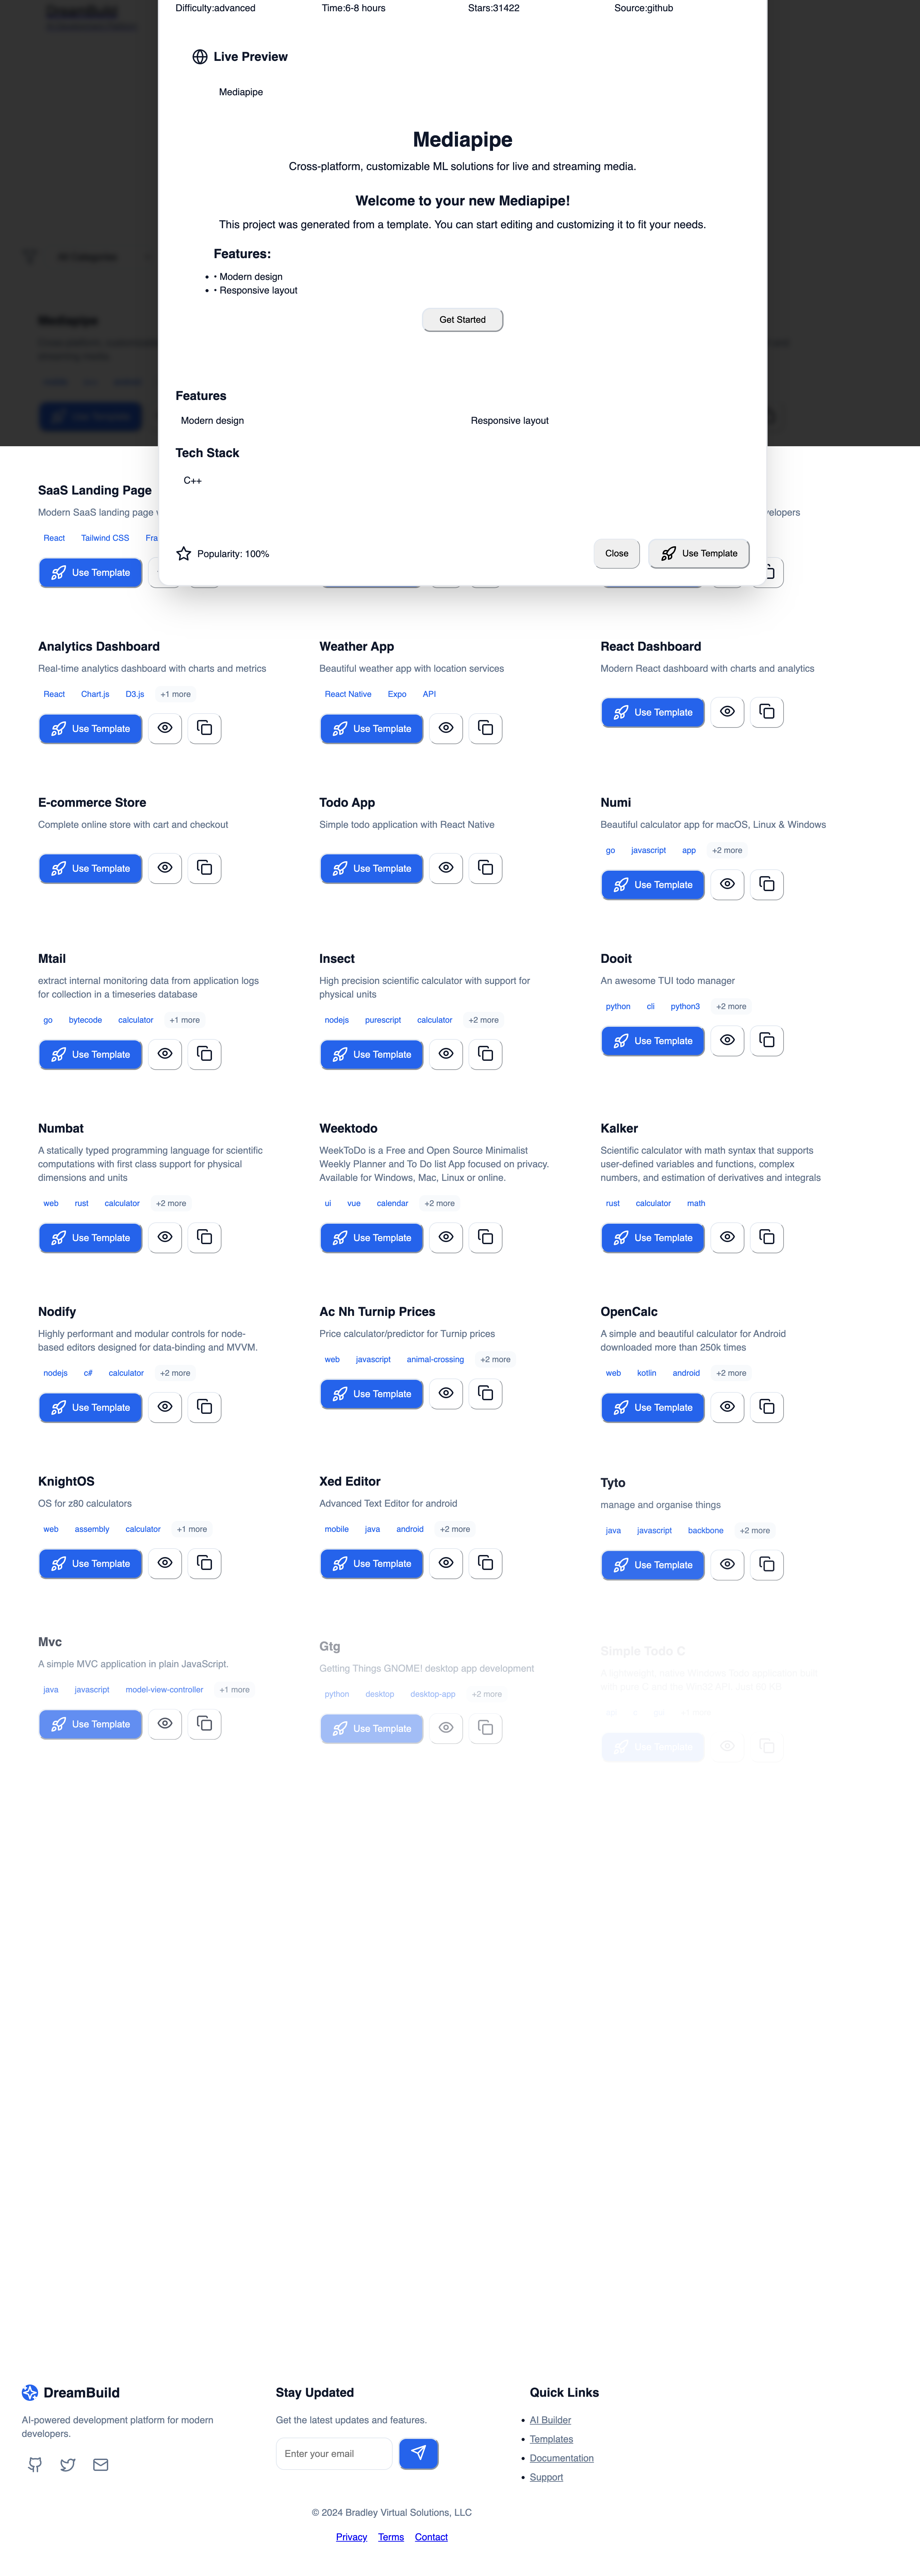 DreamBuild
Difficulty:advanced Time:6-8 hours Stars:31422 Source:github
Live Preview
Mediapipe
Mediapipe
Cross-platform, customizable ML solutions for live and streaming media.
Welcome to your new Mediapipe!
This project was generated from a template. You can start editing and customizing it to fit your needs.
All Categories
Features:
• • Modern design
• • Responsive layout
Get Started
Mediapipe
Use Template
Features
Modern design Responsive layout
Tech Stack
C++
Popularity: 100% Close Use Template
SaaS Landing Page
Modern SaaS landing page velopers
React Tailwind CSS Fra
Use Template
Analytics Dashboard Weather App React Dashboard
Real-time analytics dashboard with charts and metrics Beautiful weather app with location services Modern React dashboard with charts and analytics
React Chart.js D3.js +1 more React Native Expo API
Use Template Use Template Use Template
E-commerce Store Todo App Numi
Complete online store with cart and checkout Simple todo application with React Native Beautiful calculator app for macOS, Linux & Windows
go javascript app +2 more
Use Template Use Template Use Template
Mtail Insect Dooit
extract internal monitoring data from application logs High precision scientific calculator with support for An awesome TUI todo manager
for collection in a timeseries database physical units
go bytecode calculator +1 more nodejs purescript calculator +2 more python cli python3 +2 more
Use Template Use Template Use Template
Numbat Weektodo Kalker
A statically typed programming language for scientific WeekToDo is a Free and Open Source Minimalist Scientific calculator with math syntax that supports
computations with first class support for physical Weekly Planner and To Do list App focused on privacy. user-defined variables and functions, complex
dimensions and units Available for Windows, Mac, Linux or online. numbers, and estimation of derivatives and integrals
web rust calculator +2 more ui vue calendar +2 more rust calculator math
Use Template Use Template Use Template
Nodify Ac Nh Turnip Prices OpenCalc
Highly performant and modular controls for node- Price calculator/predictor for Turnip prices A simple and beautiful calculator for Android
based editors designed for data-binding and MVVM. downloaded more than 250k times
nodejs c# calculator +2 more web javascript animal-crossing +2 more web kotlin android +2 more
Use Template Use Template Use Template
KnightOS Xed Editor Tyto
OS for z80 calculators Advanced Text Editor for android manage and organise things
web assembly calculator +1 more mobile java android +2 more java javascript backbone +2 more
Use Template Use Template Use Template
Mvc Gtg Simple Todo C
A simple MVC application in plain JavaScript. Getting Things GNOME! desktop app development
java javascript model-view-controller +1 more python desktop desktop-app +2 more
Use Template Use Template Use Template
DreamBuild Stay Updated Quick Links
AI-powered development platform for modern Get the latest updates and features. • AI Builder
developers. Enter your email • Templates
• Documentation
• Support
© 2024 Bradley Virtual Solutions, LLC
Privacy Terms Contact